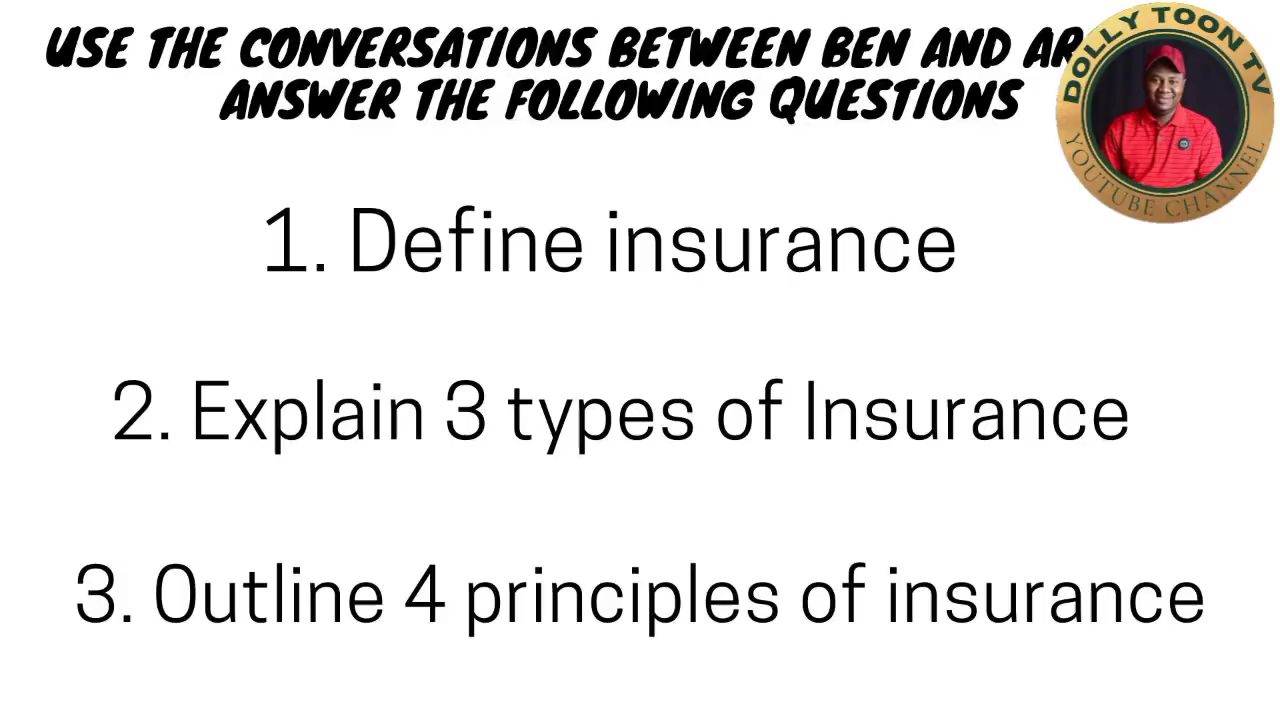 USE THE CONVERSATIONS BETWEEN BEN AND
ANSWER THE FOLLOWING QUESTIONS
DOLLY TOON TV
YOUTUBE CHANNEL
1. Define insurance
2. Explain 3 types of Insurance
3. Outline 4 principles of insurance